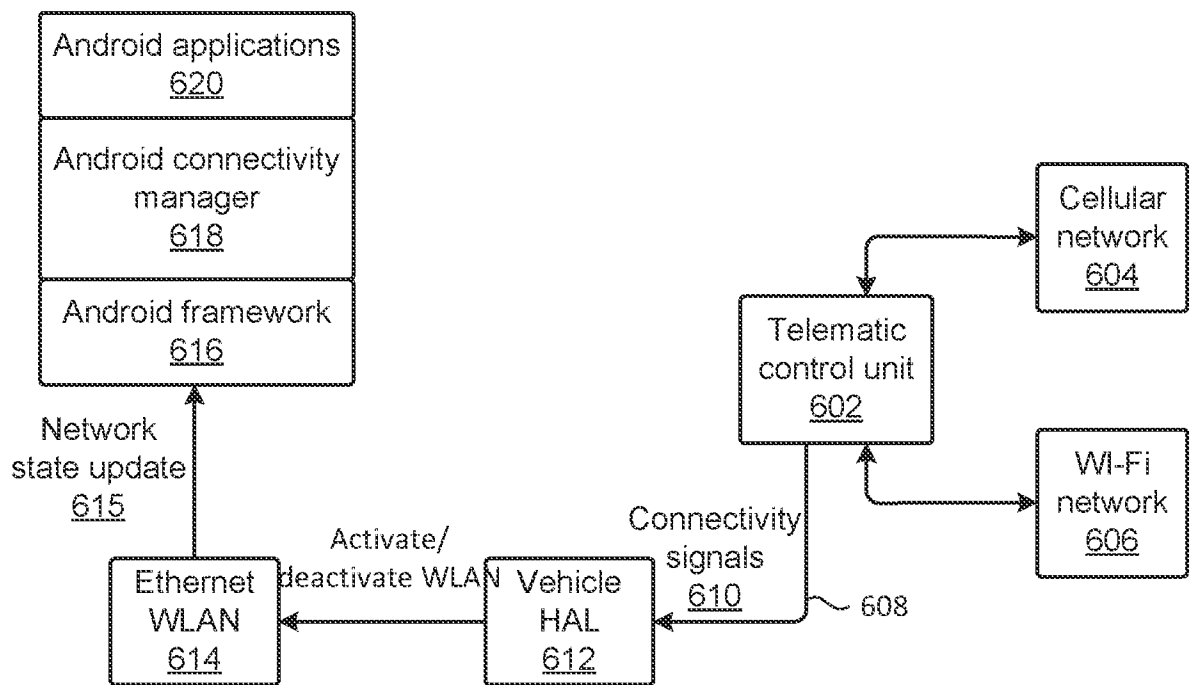 Android applications
620
Android connectivity
manager
618
Android framework
616
Network
state update
615
Ethernet
WLAN
614
Activate/
deactivate WLAN
Vehicle
HAL
612
Connectivity
signals
610
608
Telematic
control unit
602
Cellular
network
604
WI-Fi
network
606